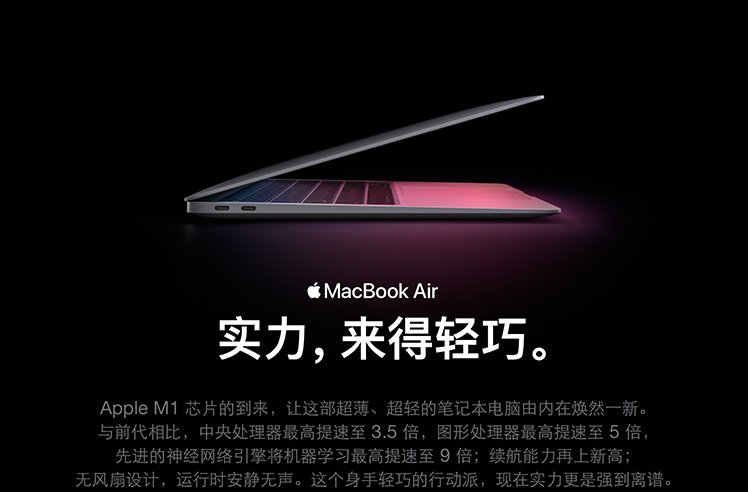 MacBook Air
实力，来得轻巧。
Apple M1 芯片的到来，让这部超薄、超轻的笔记本电脑由内在焕然一新。
与前代相比，中央处理器最高提速至 3.5 倍，图形处理器最高提速至 5 倍，
先进的神经网络引擎将机器学习最高提速至 9 倍；续航能力再上新高；
无风扇设计，运行时安静无声。这个身手轻巧的行动派，现在实力更是强到离谱。